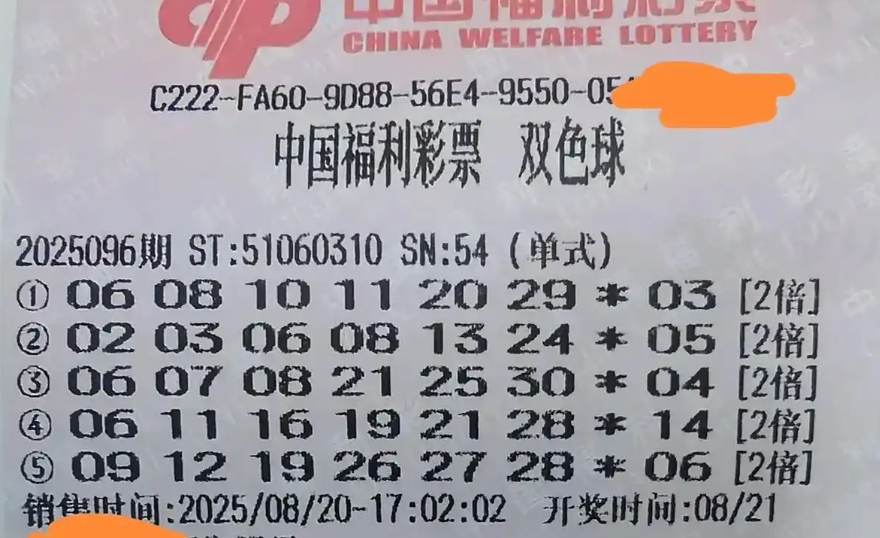 中国福利彩票
CHINA WELFARE LOTTERY
C222-FA60-9D88-56E4-9550-05
中国福利彩票 双色球
2025096期 ST:51060310 SN:54 (单式)
① 06 08 10 11 20 29 * 03 [2倍]
② 02 03 06 08 13 24 * 05 [2倍]
③ 06 07 08 21 25 30 * 04 [2倍]
④ 06 11 16 19 21 28 * 14 [2倍]
⑤ 09 12 19 26 27 28 * 06 [2倍]
销售时间:2025/08/20-17:02:02 开奖时间:08/21